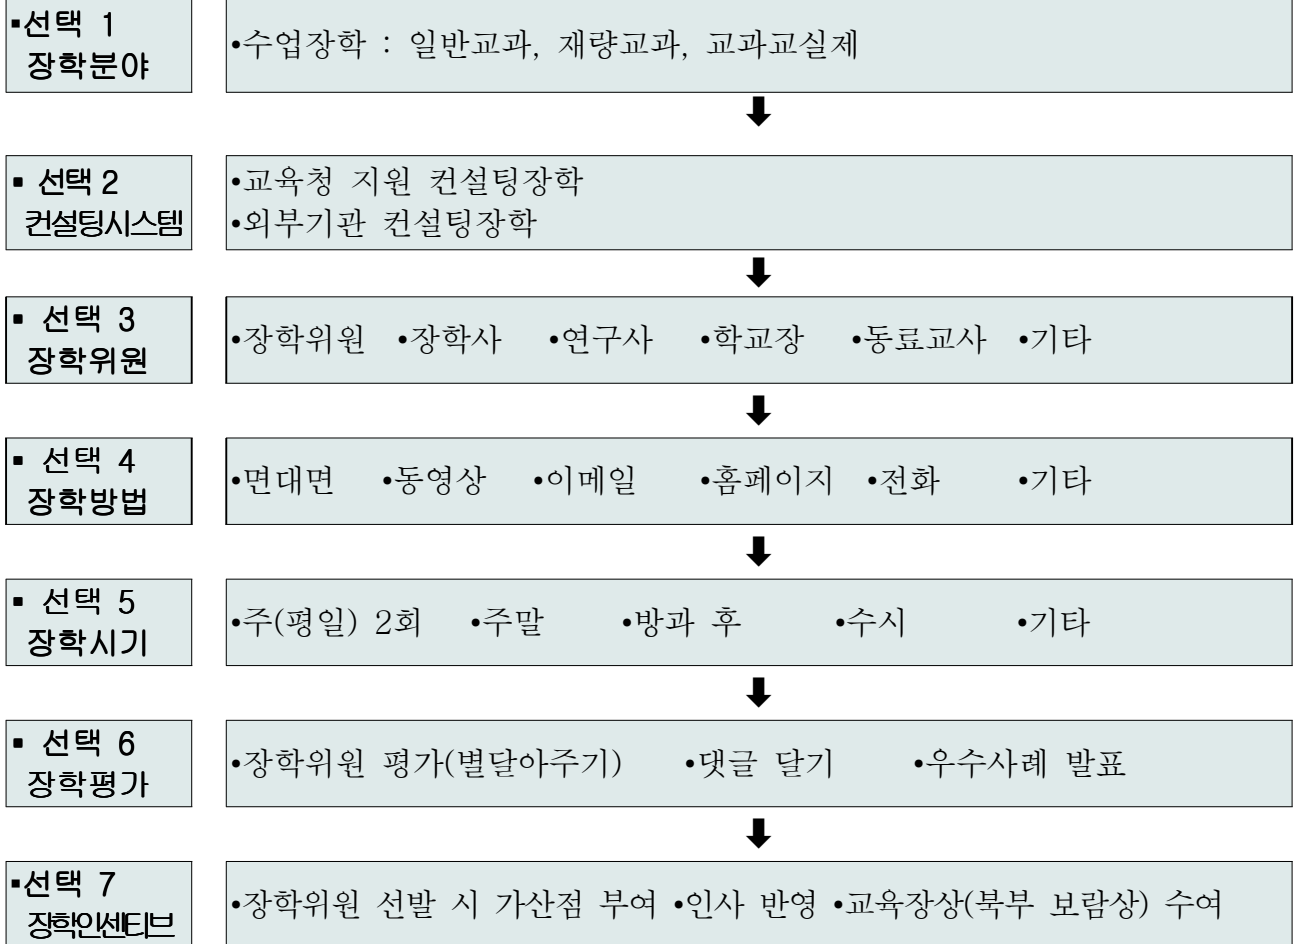 ▪선택 1
장학분야
•수업장학 : 일반교과, 재량교과, 교과교실제
▪ 선택 2
컨설팅시스템
•교육청 지원 컨설팅장학
•외부기관 컨설팅장학
▪ 선택 3
장학위원
•장학위원 •장학사 •연구사 •학교장 •동료교사 •기타
▪ 선택 4
장학방법
•면대면 •동영상 •이메일 •홈페이지 •전화 •기타
▪ 선택 5
장학시기
•주(평일) 2회 •주말 •방과 후 •수시 •기타
▪ 선택 6
장학평가
•장학위원 평가(별달아주기) •댓글 달기 •우수사례 발표
▪선택 7
장학인센티브
•장학위원 선발 시 가산점 부여 •인사 반영 •교육장상(북부 보람상) 수여